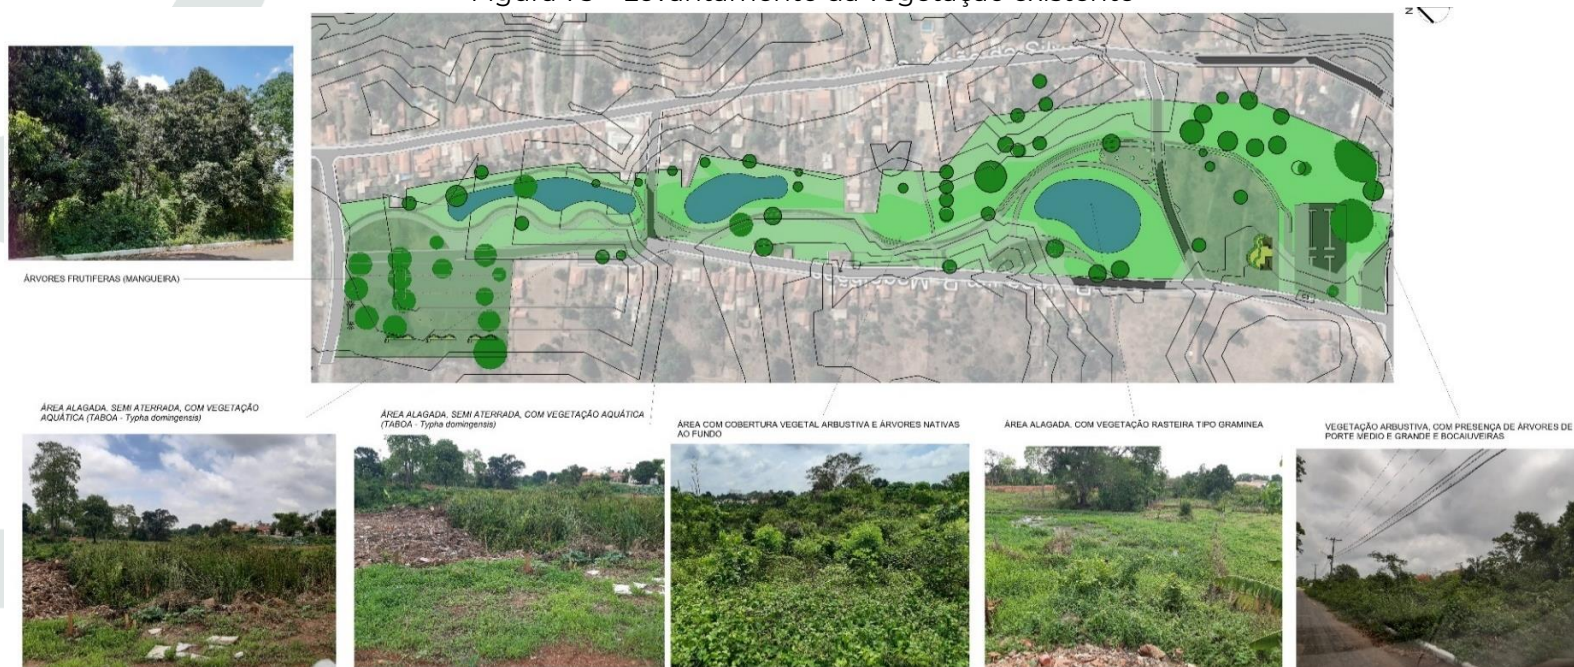 Levantamento da vegetação existente
N
ÁRVORES FRUTIFERAS (MANGUEIRA)
ÁREA ALAGADA, SEMI ATERRADA, COM VEGETAÇÃO
AQUÁTICA (TABOA - Typha domingensis)
ÁREA ALAGADA, SEMI ATERRADA, COM VEGETAÇÃO AQUÁTICA
(TABOA - Typha domingensis)
ÁREA COM COBERTURA VEGETAL ARBUSTIVA E ÁRVORES NATIVAS
AO FUNDO
ÁREA ALAGADA, COM VEGETAÇÃO RASTEIRA TIPO GRAMINEA
VEGETAÇÃO ARBUSTIVA, COM PRESENÇA DE ÁRVORES DE
PORTE MEDIO E GRANDE E BOCAIUVEIRAS